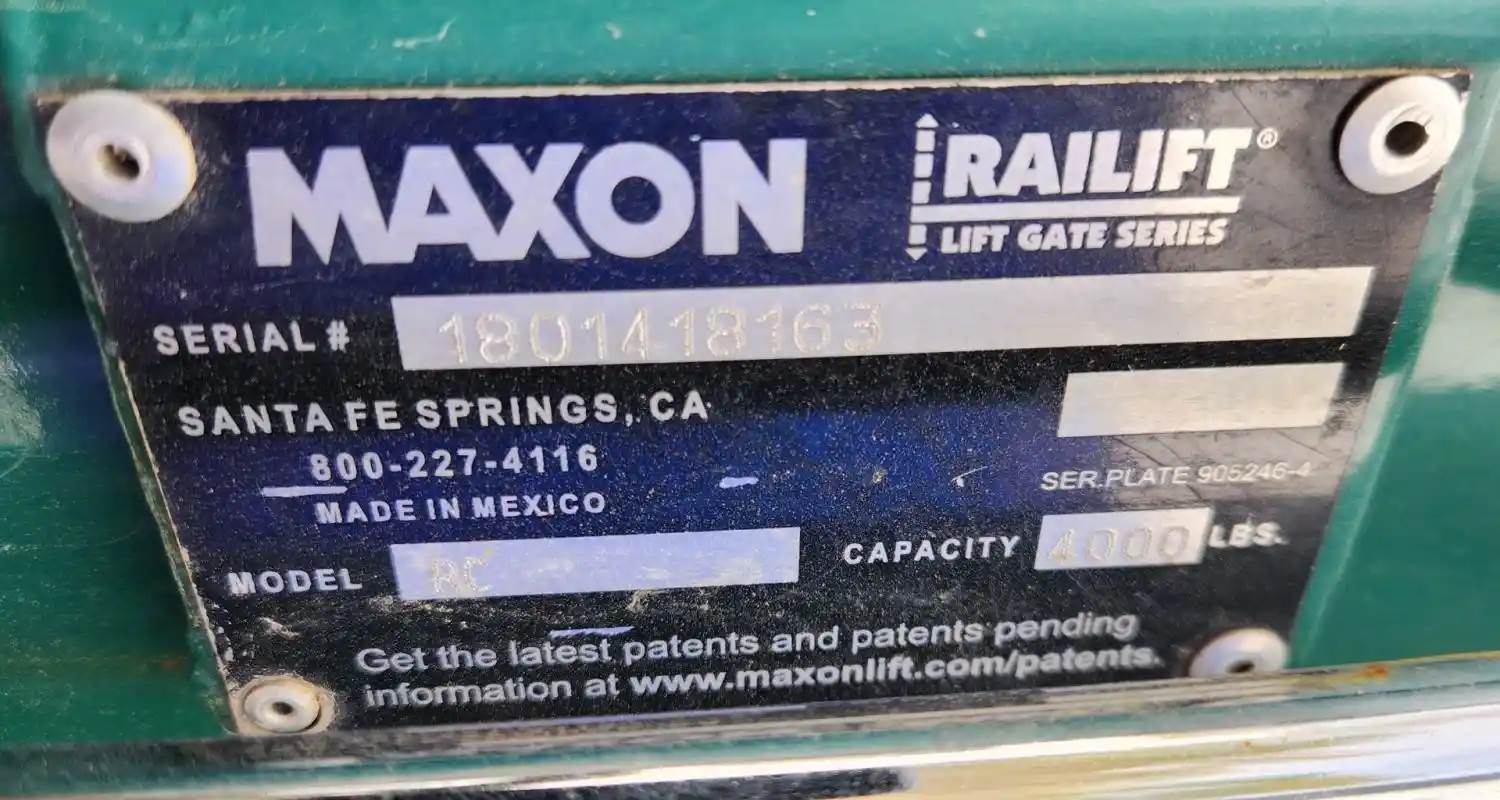 MAXON
RAILIFT®
LIFT GATE SERIES
SERIAL # 1801418163
SANTA FE SPRINGS, CA
800-227-4116
MADE IN MEXICO
SER.PLATE 905246-4
MODEL RC
CAPACITY 4000 LBS.
Get the latest patents and patents pending
information at www.maxonlift.com/patents.